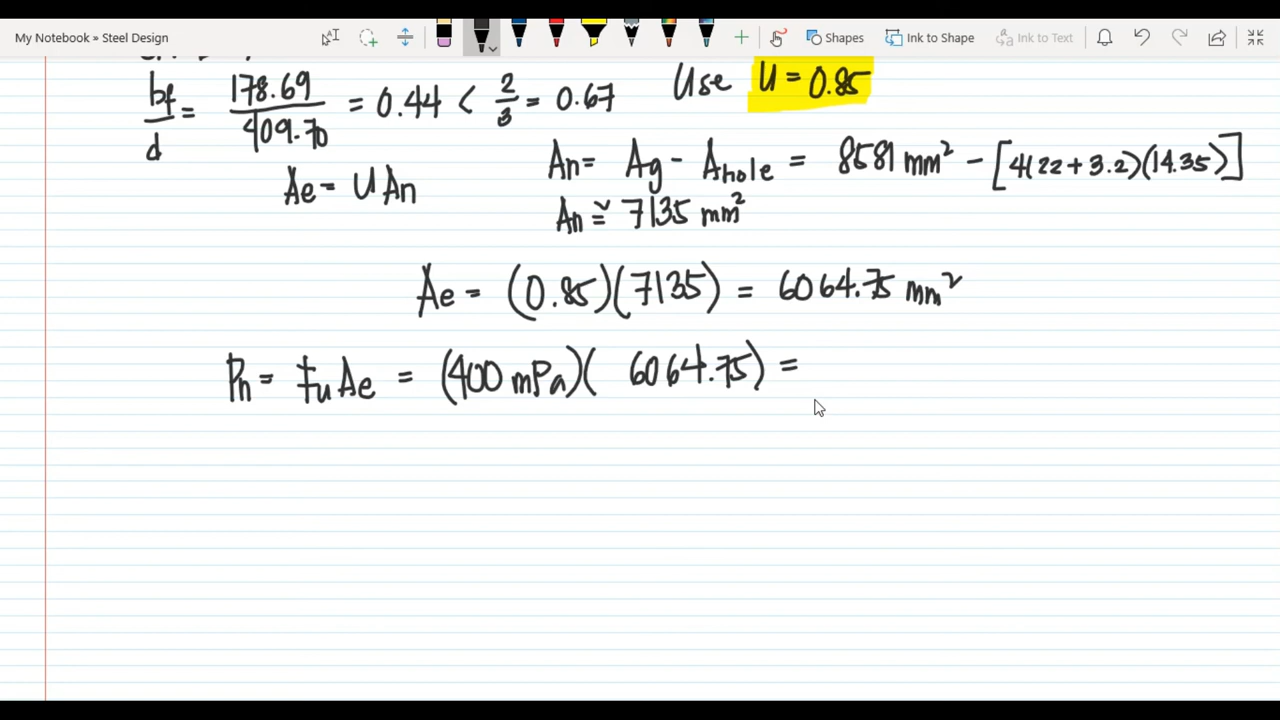 My Notebook » Steel Design
Shapes Ink to Shape Ink to Text
bf/d = 178.69/409.70 = 0.44 < 2/3 = 0.67 Use U = 0.85
Ae = U An
An = Ag - Ahole = 8581 mm² - [4(22+3.2)(14.35)]
An ≅ 7135 mm²
Ae = (0.85)(7135) = 6064.75 mm²
Pn = Fu Ae = (400 mPa)( 6064.75) =